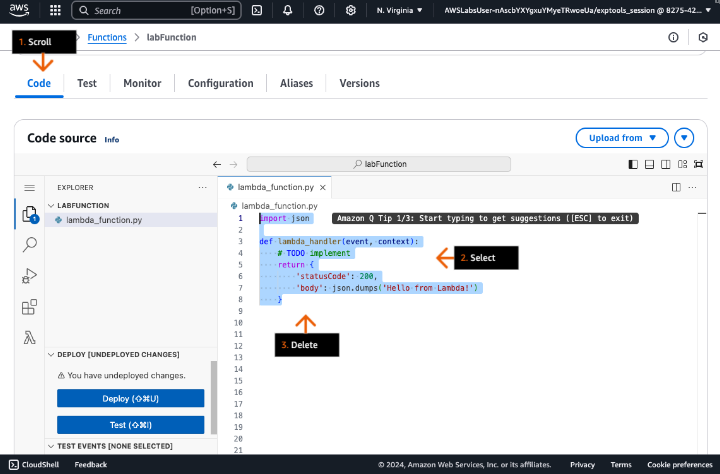 aws
Search [Option+S]
N. Virginia
AWSLabsUser-nAscbYXYgxuYMyeTRwoeUa/exptools_session @ 8275-42...
Functions > labFunction
1. Scroll
Code Test Monitor Configuration Aliases Versions
Code source Info
Upload from
labFunction
EXPLORER
LABFUNCTION
lambda_function.py
1
lambda_function.py
lambda_function.py
1 import json
Amazon Q Tip 1/3: Start typing to get suggestions ([ESC] to exit)
2
3 def lambda_handler(event, context):
4 # TODO implement
5 return {
6 'statusCode': 200,
7 'body': json.dumps('Hello from Lambda!')
8 }
9
10
11
12
13
14
15
16
17
18
19
20
21
2. Select
3. Delete
DEPLOY [UNDEPLOYED CHANGES]
You have undeployed changes.
Deploy (⇧⌘U)
Test (⇧⌘I)
TEST EVENTS [NONE SELECTED]
CloudShell Feedback
© 2024, Amazon Web Services, Inc. or its affiliates. Privacy Terms Cookie preferences